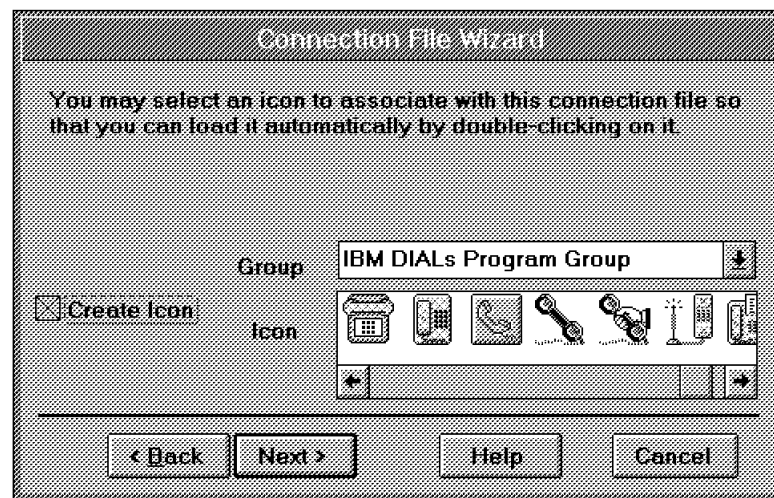 Connection File Wizard
You may select an icon to associate with this connection file so
that you can load it automatically by double-clicking on it.
Group
IBM DIALs Program Group
Create Icon
Icon
< Back
Next >
Help
Cancel